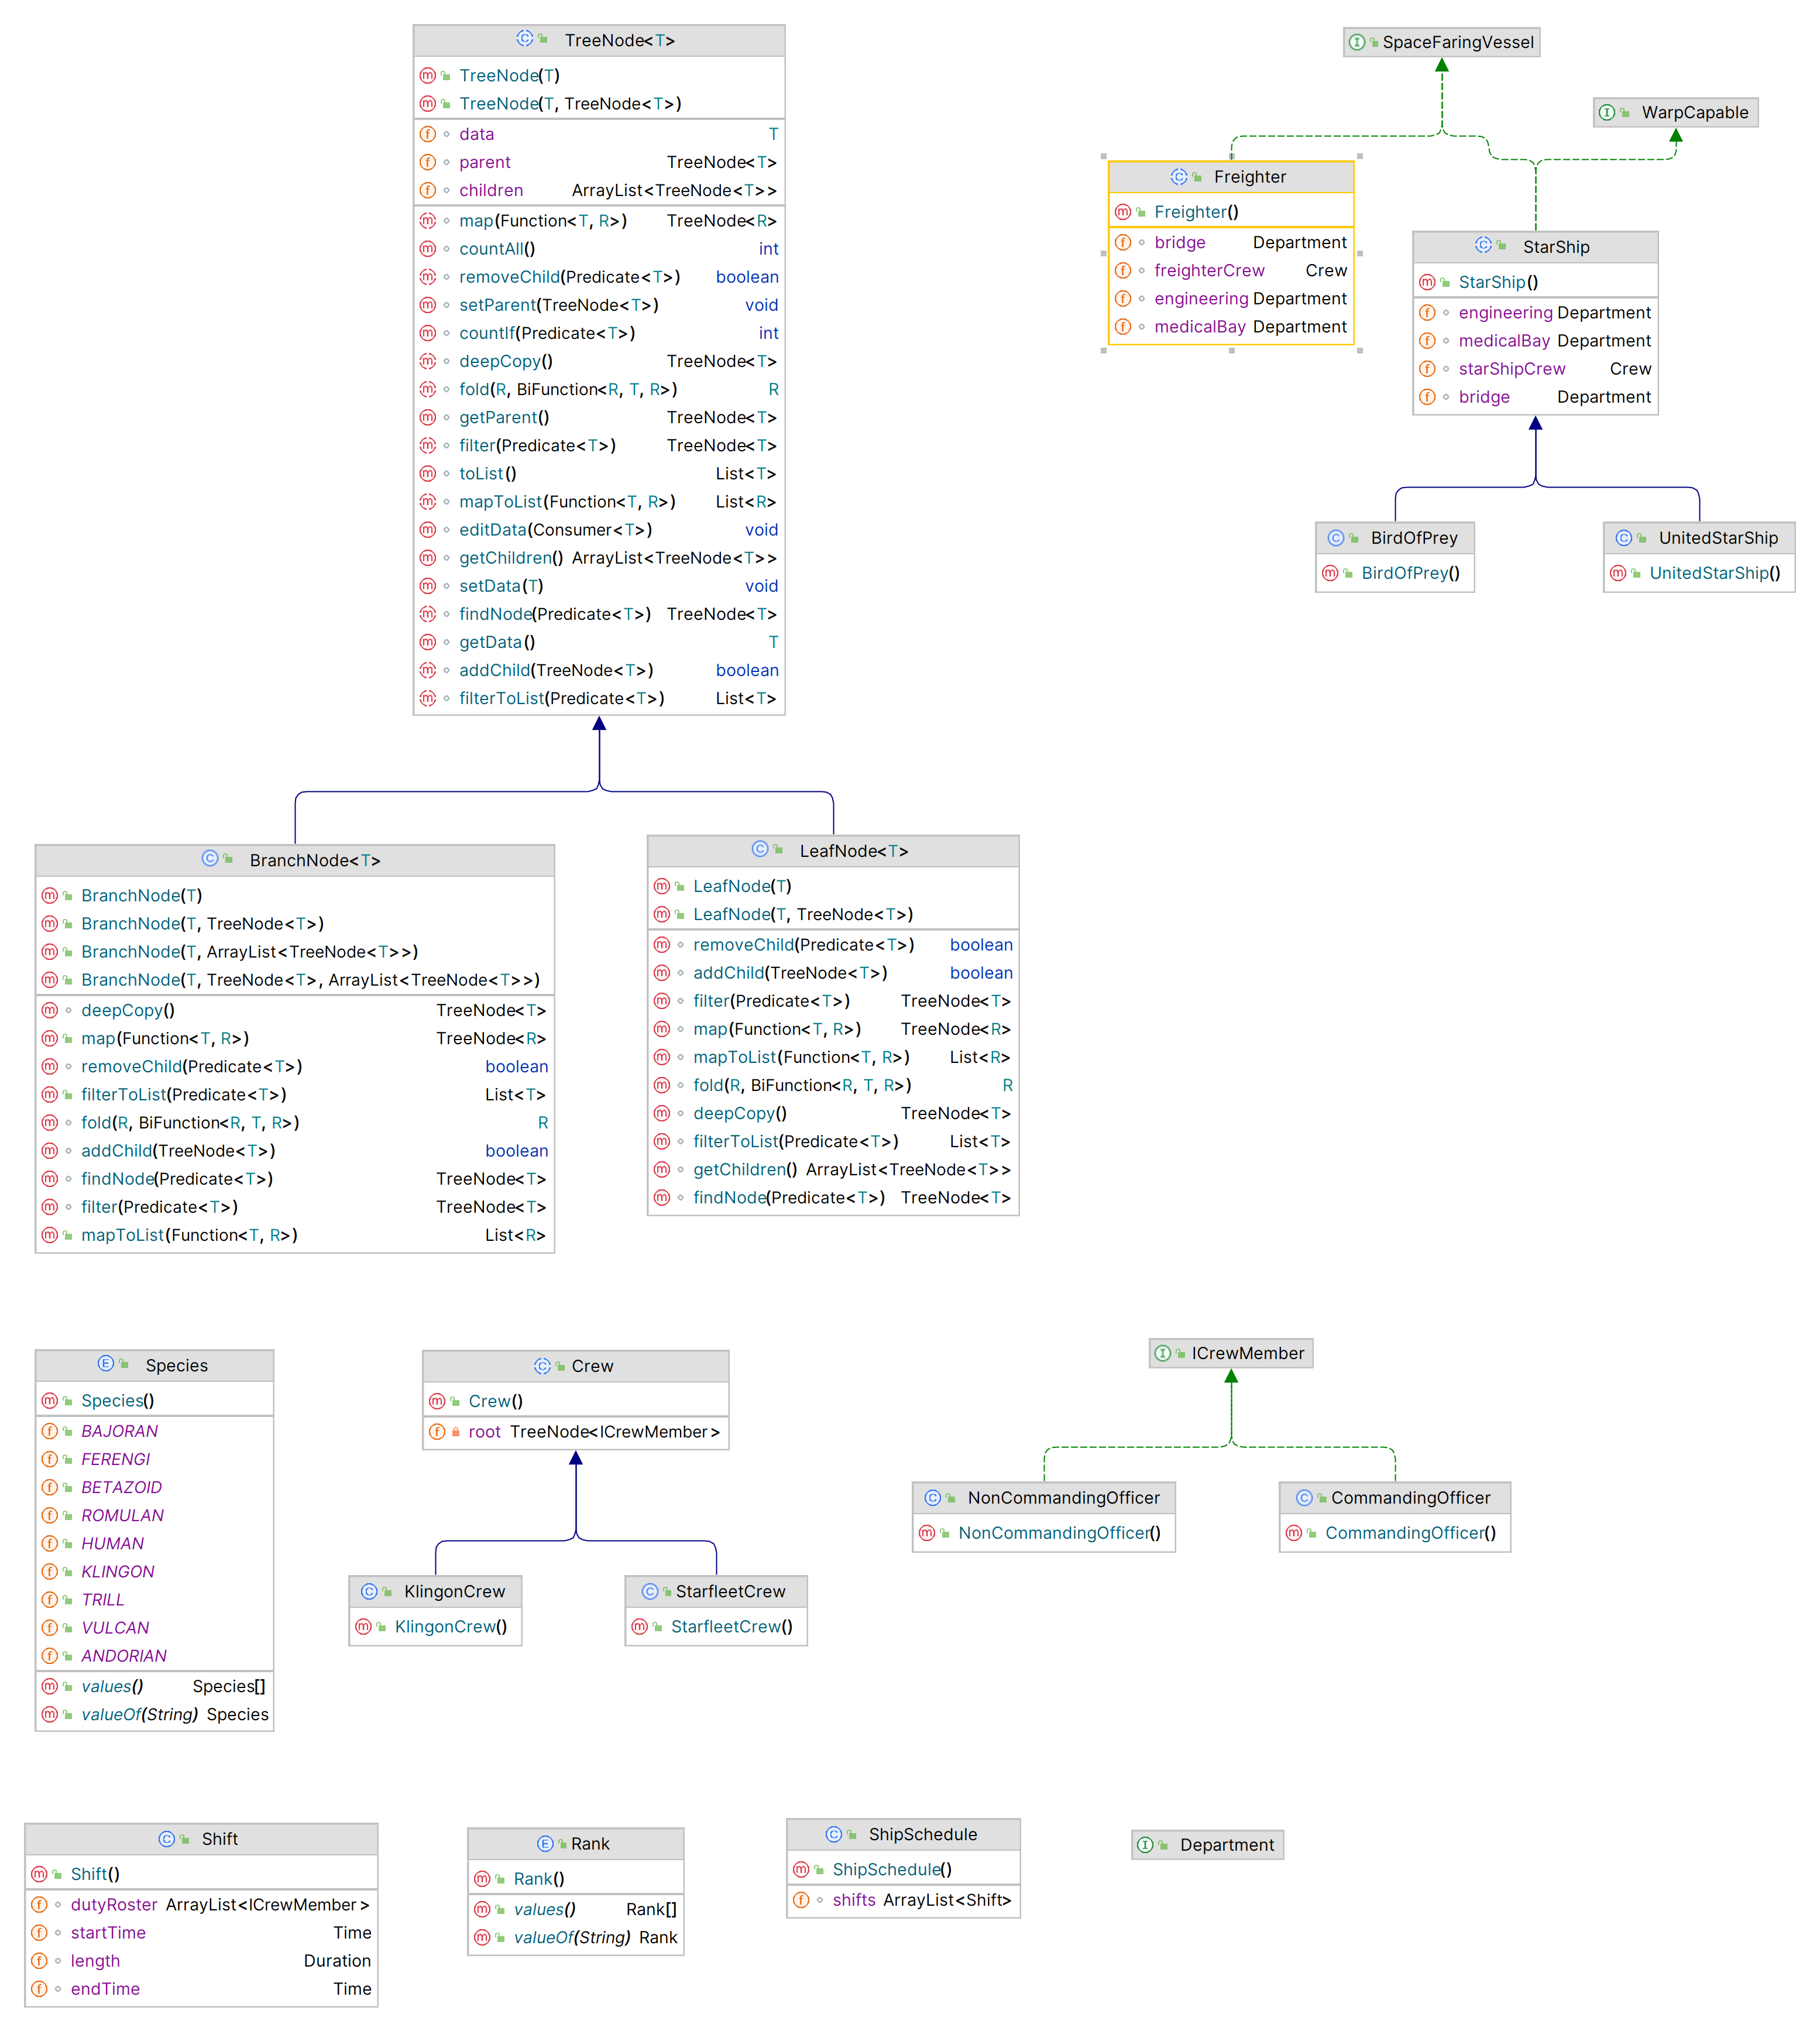 TreeNode<T>
TreeNode(T)
TreeNode(T, TreeNode<T>)
data T
parent TreeNode<T>
children ArrayList<TreeNode<T>>
map(Function<T, R>) TreeNode<R>
countAll() int
removeChild(Predicate<T>) boolean
setParent(TreeNode<T>) void
countIf(Predicate<T>) int
deepCopy() TreeNode<T>
fold(R, BiFunction<R, T, R>) R
getParent() TreeNode<T>
filter(Predicate<T>) TreeNode<T>
toList() List<T>
mapToList(Function<T, R>) List<R>
editData(Consumer<T>) void
getChildren() ArrayList<TreeNode<T>>
setData(T) void
findNode(Predicate<T>) TreeNode<T>
getData() T
addChild(TreeNode<T>) boolean
filterToList(Predicate<T>) List<T>
SpaceFaringVessel
WarpCapable
Freighter
Freighter()
bridge Department
freighterCrew Crew
engineering Department
medicalBay Department
StarShip
StarShip()
engineering Department
medicalBay Department
starShipCrew Crew
bridge Department
BirdOfPrey
BirdOfPrey()
UnitedStarShip
UnitedStarShip()
BranchNode<T>
BranchNode(T)
BranchNode(T, TreeNode<T>)
BranchNode(T, ArrayList<TreeNode<T>>)
BranchNode(T, TreeNode<T>, ArrayList<TreeNode<T>>)
deepCopy() TreeNode<T>
map(Function<T, R>) TreeNode<R>
removeChild(Predicate<T>) boolean
filterToList(Predicate<T>) List<T>
fold(R, BiFunction<R, T, R>) R
addChild(TreeNode<T>) boolean
findNode(Predicate<T>) TreeNode<T>
filter(Predicate<T>) TreeNode<T>
mapToList(Function<T, R>) List<R>
LeafNode<T>
LeafNode(T)
LeafNode(T, TreeNode<T>)
removeChild(Predicate<T>) boolean
addChild(TreeNode<T>) boolean
filter(Predicate<T>) TreeNode<T>
map(Function<T, R>) TreeNode<R>
mapToList(Function<T, R>) List<R>
fold(R, BiFunction<R, T, R>) R
deepCopy() TreeNode<T>
filterToList(Predicate<T>) List<T>
getChildren() ArrayList<TreeNode<T>>
findNode(Predicate<T>) TreeNode<T>
Species
Species()
BAJORAN
FERENGI
BETAZOID
ROMULAN
HUMAN
KLINGON
TRILL
VULCAN
ANDORIAN
values() Species[]
valueOf(String) Species
Crew
Crew()
root TreeNode<ICrewMember>
KlingonCrew
KlingonCrew()
StarfleetCrew
StarfleetCrew()
ICrewMember
NonCommandingOfficer
NonCommandingOfficer()
CommandingOfficer
CommandingOfficer()
Shift
Shift()
dutyRoster ArrayList<ICrewMember>
startTime Time
length Duration
endTime Time
Rank
Rank()
values() Rank[]
valueOf(String) Rank
ShipSchedule
ShipSchedule()
shifts ArrayList<Shift>
Department